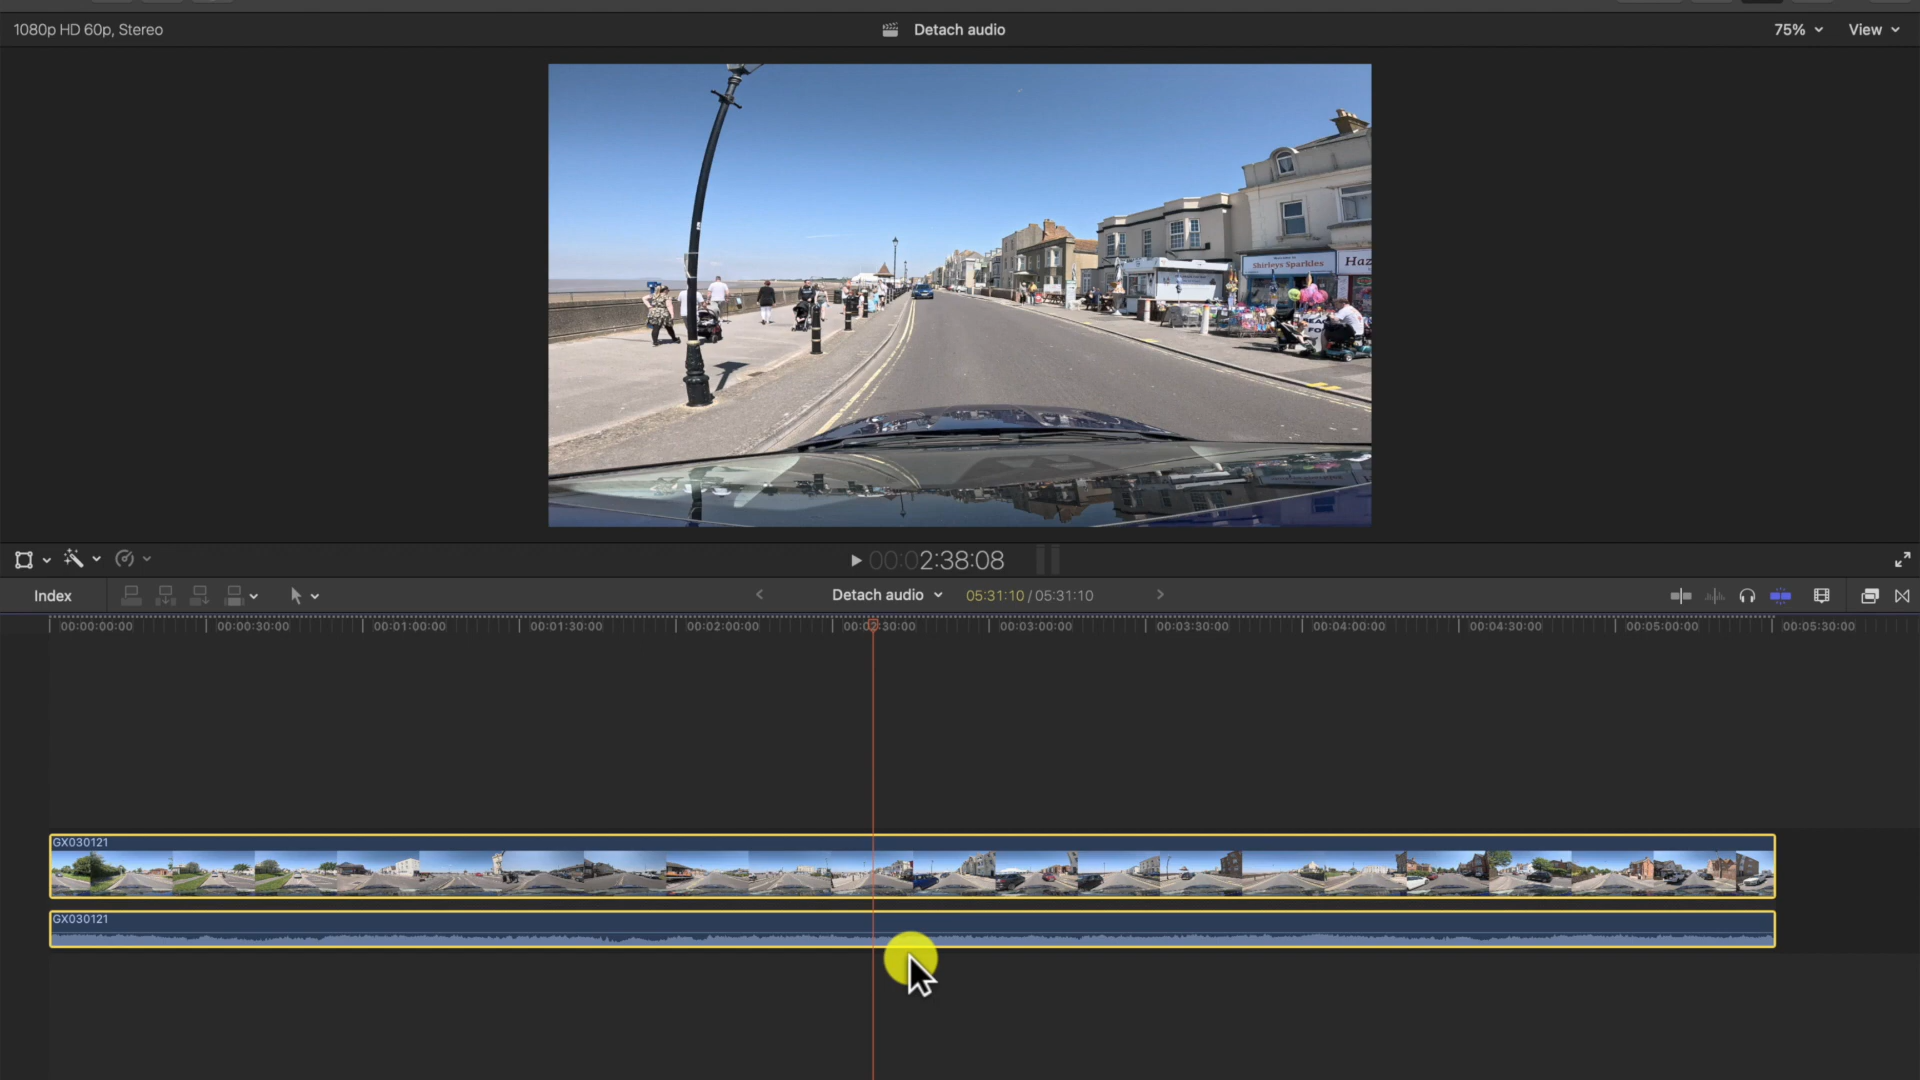 1080p HD 60p, Stereo
Detach audio
75%
View
Shirleys Sparkles
Haz
00:02:38:08
Index
Detach audio
05:31:10 / 05:31:10
00:00:00:00
00:00:30:00
00:01:00:00
00:01:30:00
00:02:00:00
00:02:30:00
00:03:00:00
00:03:30:00
00:04:00:00
00:04:30:00
00:05:00:00
00:05:30:00
GX030121
GX030121